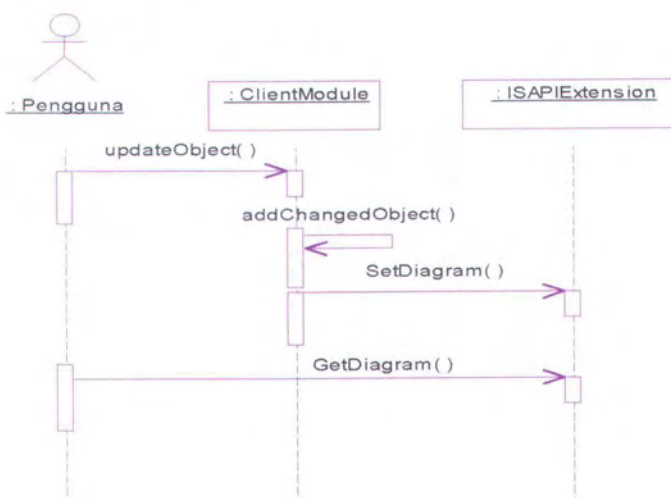 : Pengguna
: ClientModule
: ISAPIExtension
updateObject( )
addChangedObject( )
SetDiagram( )
GetDiagram( )